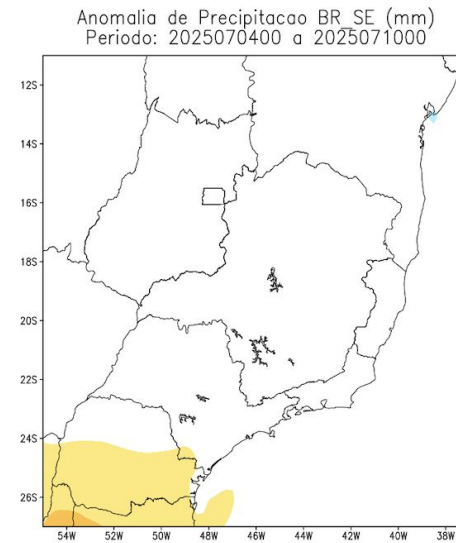 Anomalia de Precipitacao BR_SE (mm)
Periodo: 2025070400 a 2025071000
12S
14S
16S
18S
20S
22S
24S
26S
54W 52W 50W 48W 46W 44W 42W 40W 38W